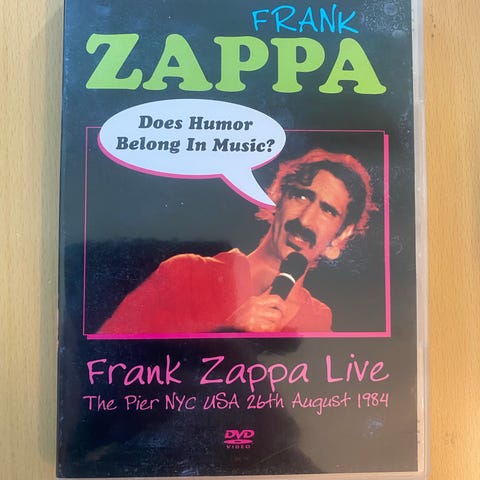 FRANK
ZAPPA
Does Humor
Belong In Music?
Frank Zappa Live
The Pier NYC USA 26th August 1984
DVD
VIDEO